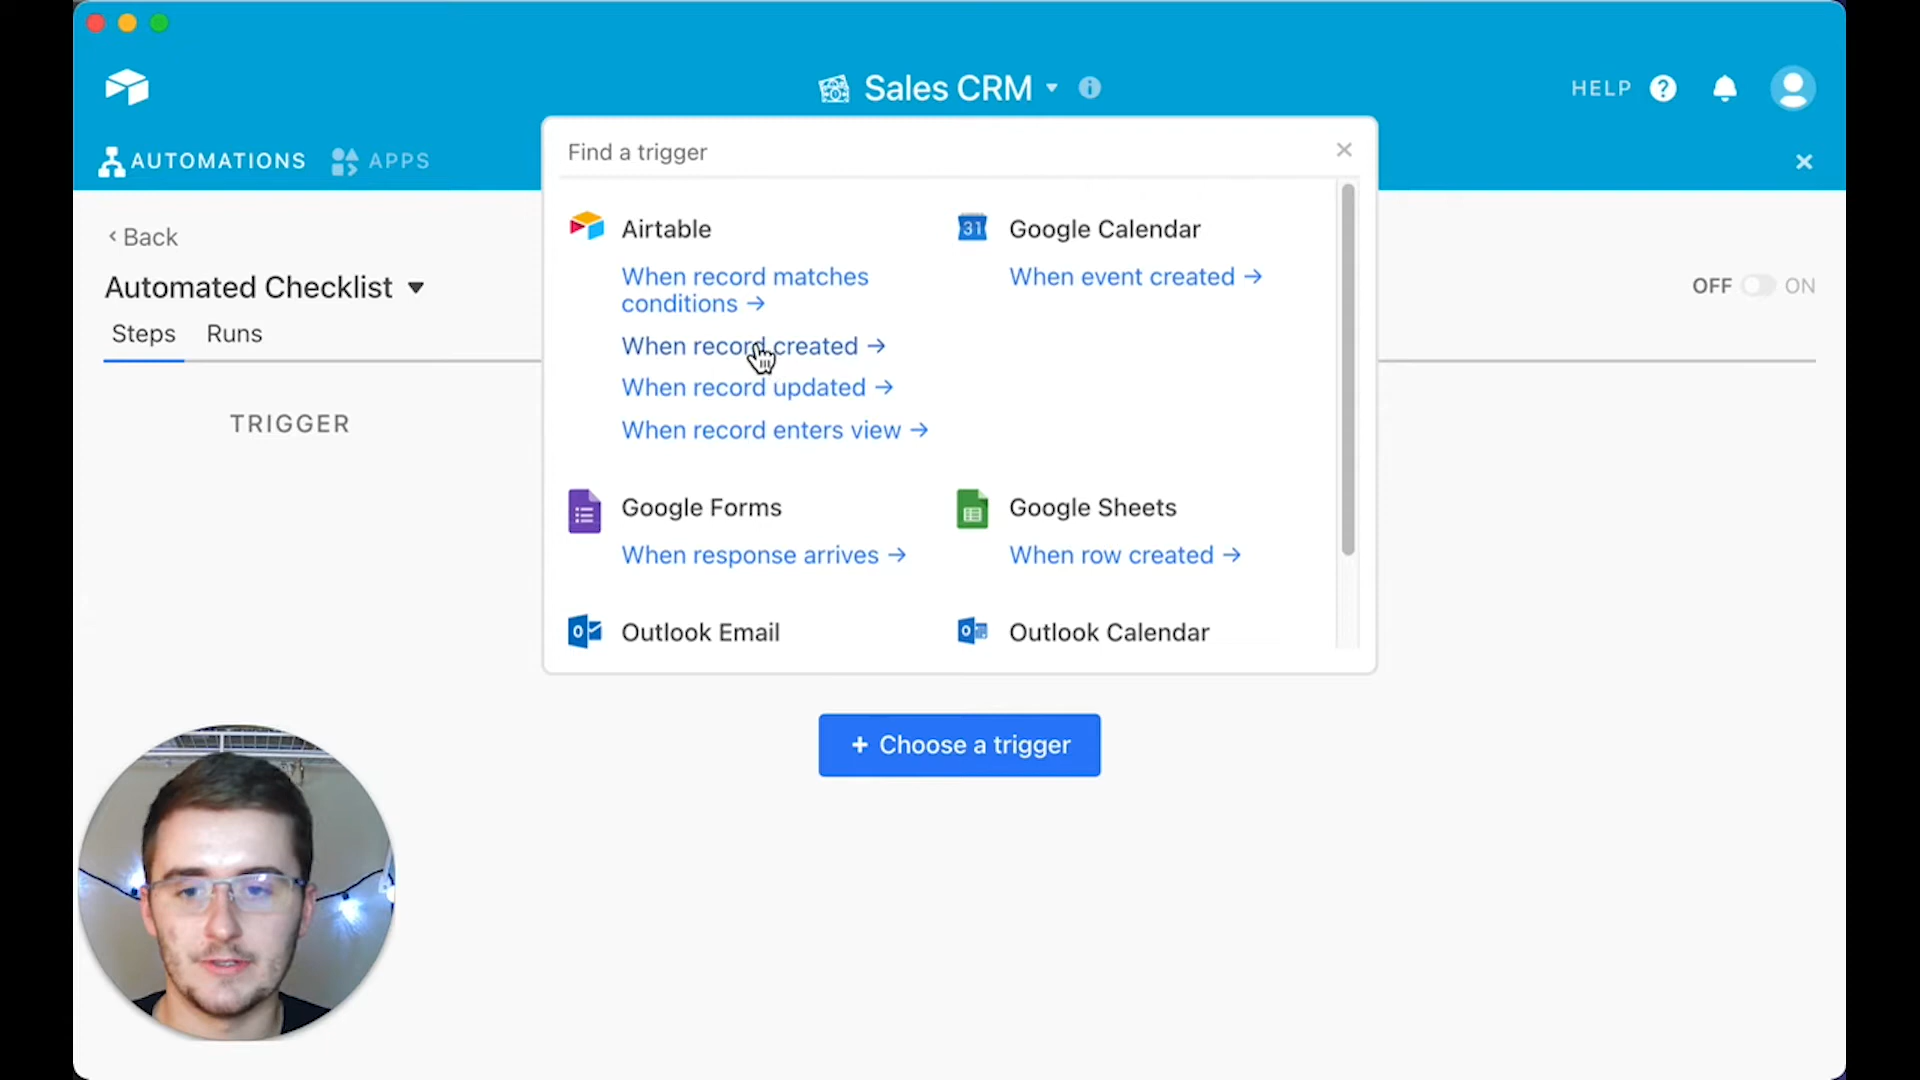 Sales CRM
HELP ?
AUTOMATIONS APPS
Find a trigger
Back
Automated Checklist
OFF ON
Steps Runs
TRIGGER
Airtable
When record matches
conditions →
When record created →
When record updated →
When record enters view →
31 Google Calendar
When event created →
Google Forms
When response arrives →
Google Sheets
When row created →
Outlook Email
Outlook Calendar
+ Choose a trigger